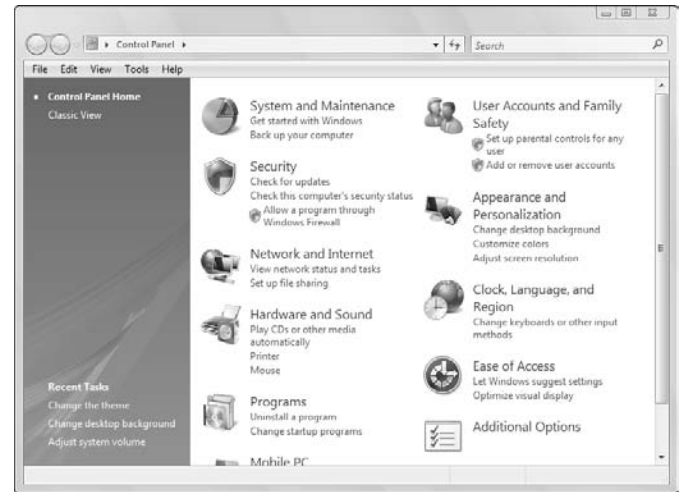 Control Panel
Search
File Edit View Tools Help
Control Panel Home
Classic View
Recent Tasks
Change the theme
Change desktop background
Adjust system volume
System and Maintenance
Get started with Windows
Back up your computer
Security
Check for updates
Check this computer's security status
Allow a program through
Windows Firewall
Network and Internet
View network status and tasks
Set up file sharing
Hardware and Sound
Play CDs or other media
automatically
Printer
Mouse
Programs
Uninstall a program
Change startup programs
Mobile PC
User Accounts and Family
Safety
Set up parental controls for any
user
Add or remove user accounts
Appearance and
Personalization
Change desktop background
Customize colors
Adjust screen resolution
Clock, Language, and
Region
Change keyboards or other input
methods
Ease of Access
Let Windows suggest settings
Optimize visual display
Additional Options